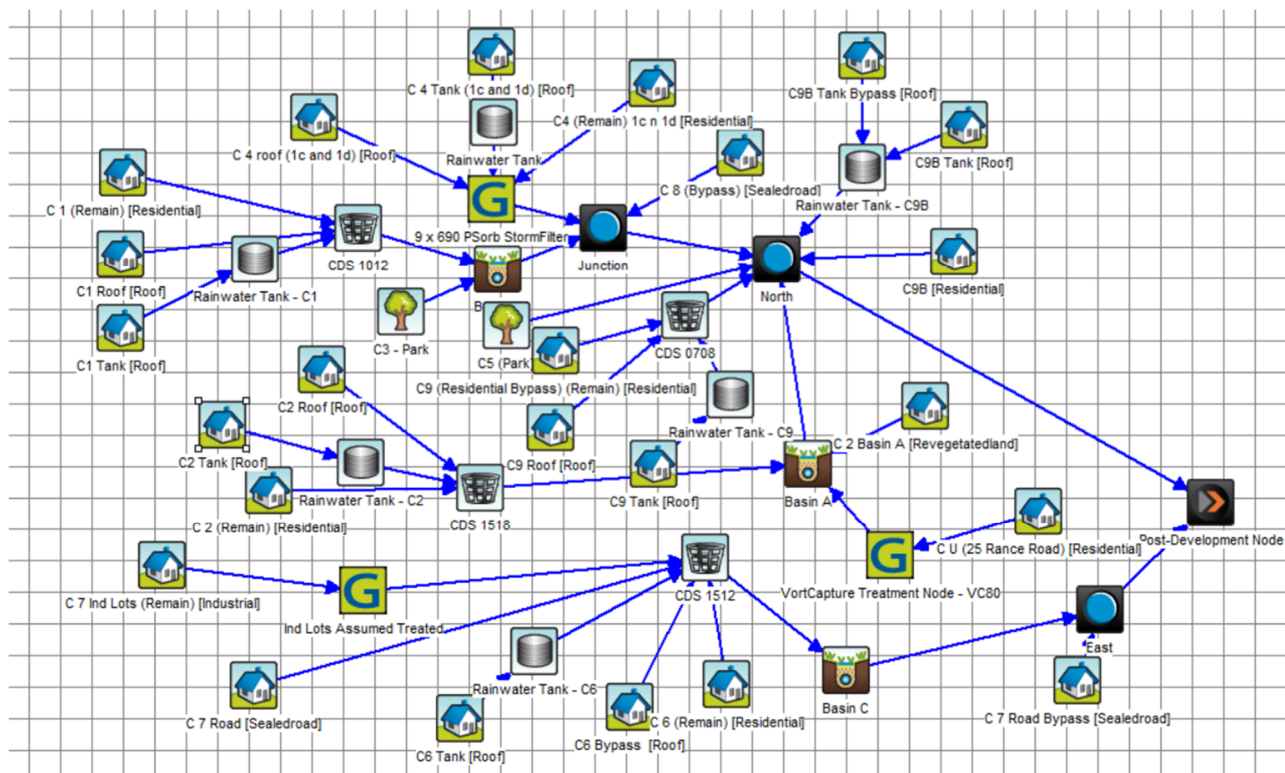 C 4 Tank (1c and 1d) [Roof]
C9B Tank Bypass [Roof]
C4 (Remain) 1c n 1d [Residential]
C 4 roof (1c and 1d) [Roof]
Rainwater Tank
C9B Tank [Roof]
C 8 (Bypass) [Sealedroad]
C 1 (Remain) [Residential]
Rainwater Tank - C9B
9 x 690 PSorb StormFilter
G
CDS 1012
Junction
C1 Roof [Roof]
Rainwater Tank - C1
North
C9B [Residential]
B
C3 - Park
C5 (Park)
CDS 0708
C1 Tank [Roof]
C9 (Residential Bypass) (Remain) [Residential]
C2 Roof [Roof]
Rainwater Tank - C9
C 2 Basin A [Revegetatedland]
C2 Tank [Roof]
C9 Roof [Roof]
Rainwater Tank - C2
C9 Tank [Roof]
Basin A
C 2 (Remain) [Residential]
CDS 1518
C U (25 Rance Road) [Residential]
Post-Development Node
G
VortCapture Treatment Node - VC80
CDS 1512
C 7 Ind Lots (Remain) [Industrial]
G
Ind Lots Assumed Treated
East
Rainwater Tank - C6
C 7 Road [Sealedroad]
C 6 (Remain) [Residential]
Basin C
C 7 Road Bypass [Sealedroad]
C6 Bypass [Roof]
C6 Tank [Roof]